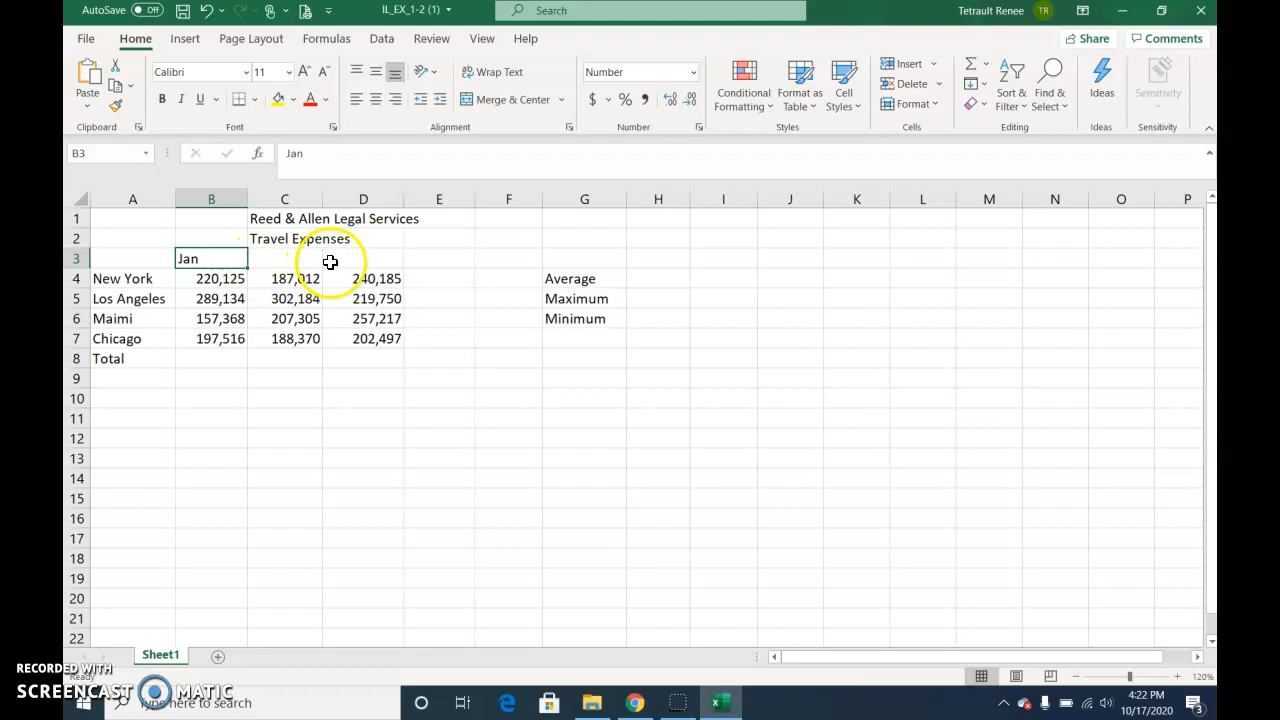 AutoSave Off IL_EX_1-2 (1) Search Tetrault Renee TR
File Home Insert Page Layout Formulas Data Review View Help Share Comments
Paste Calibri 11 Wrap Text Number Conditional Formatting Format as Table Cell Styles Insert Sort & Filter Find & Select Ideas Sensitivity
B I U Merge & Center $ % Delete
Format
Clipboard Font Alignment Number Styles Cells Editing Ideas Sensitivity
B3 fx Jan
A B C D E F G H I J K L M N O P
1 Reed & Allen Legal Services
2 Travel Expenses
3 Jan
4 New York 220,125 187,012 240,185 Average
5 Los Angeles 289,134 302,184 219,750 Maximum
6 Maimi 157,368 207,305 257,217 Minimum
7 Chicago 197,516 188,370 202,497
8 Total
9
10
11
12
13
14
15
16
17
18
19
20
21
22
Sheet1
RECORDED WITH
Ready 120%
SCREENCAST MATIC
Type here to search 4:22 PM
10/17/2020 3